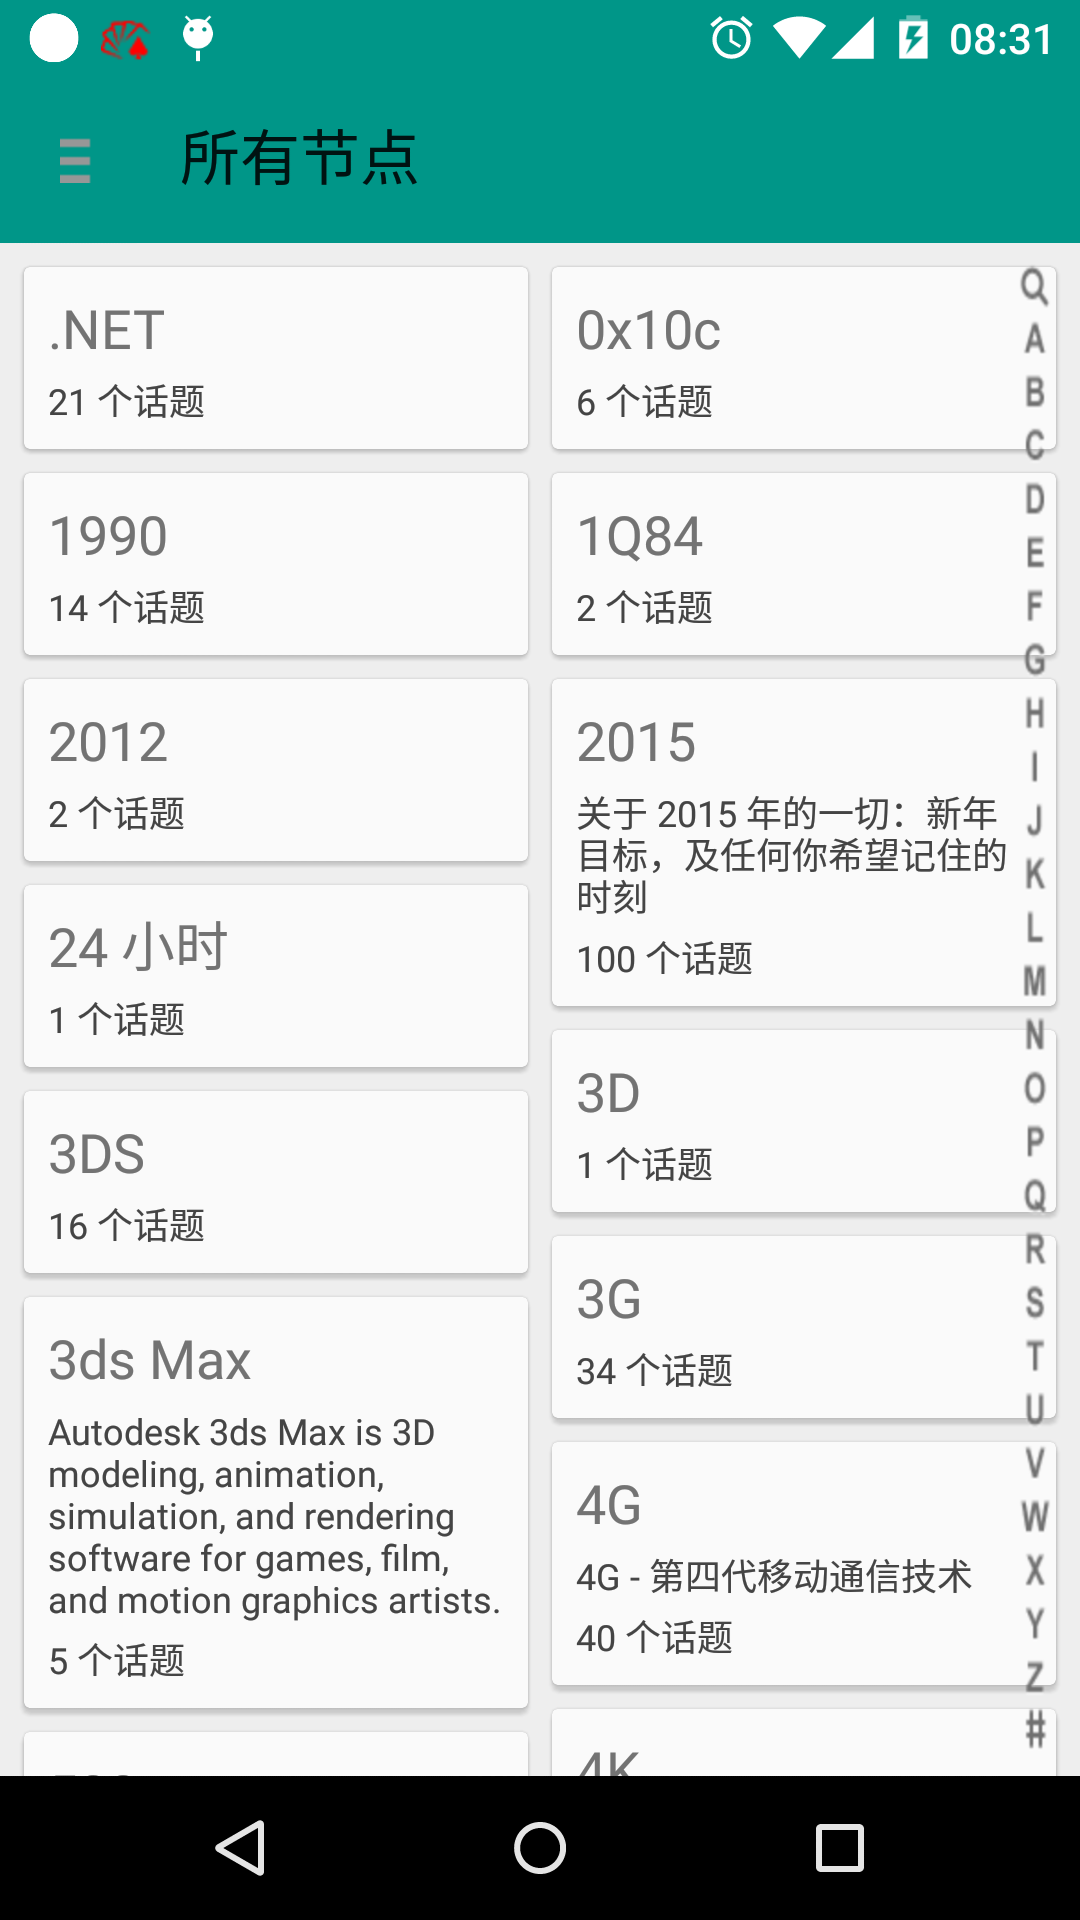 08:31
所有节点
.NET
21 个话题
0x10c
6 个话题
1990
14 个话题
1Q84
2 个话题
2012
2 个话题
2015
关于 2015 年的一切：新年
目标，及任何你希望记住的
时刻
100 个话题
24 小时
1 个话题
3D
1 个话题
3DS
16 个话题
3G
34 个话题
3ds Max
Autodesk 3ds Max is 3D
modeling, animation,
simulation, and rendering
software for games, film,
and motion graphics artists.
5 个话题
4G
4G - 第四代移动通信技术
40 个话题
4K
A
B
C
D
E
F
G
H
I
J
K
L
M
N
O
P
Q
R
S
T
U
V
W
X
Y
Z
#